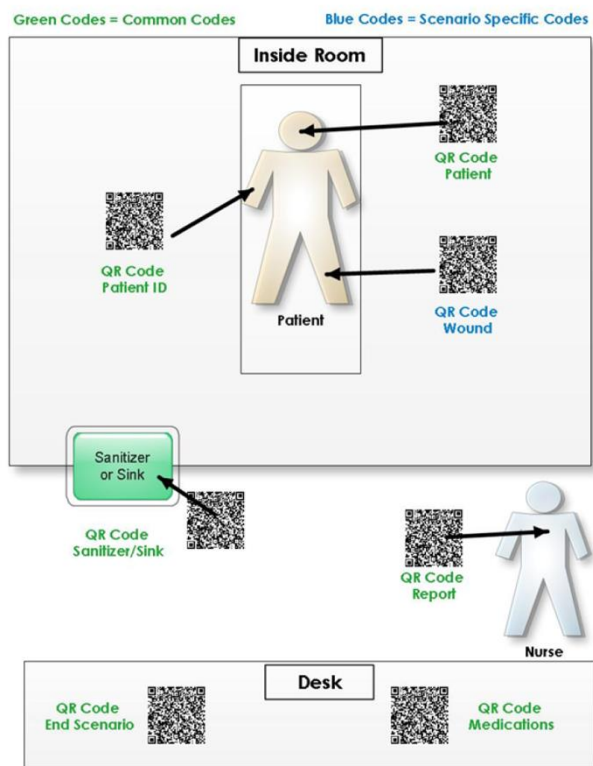 Green Codes = Common Codes
Blue Codes = Scenario Specific Codes
Inside Room
QR Code
Patient
QR Code
Patient ID
QR Code
Wound
Patient
Sanitizer
or Sink
QR Code
Sanitizer/Sink
QR Code
Report
Nurse
Desk
QR Code
End Scenario
QR Code
Medications